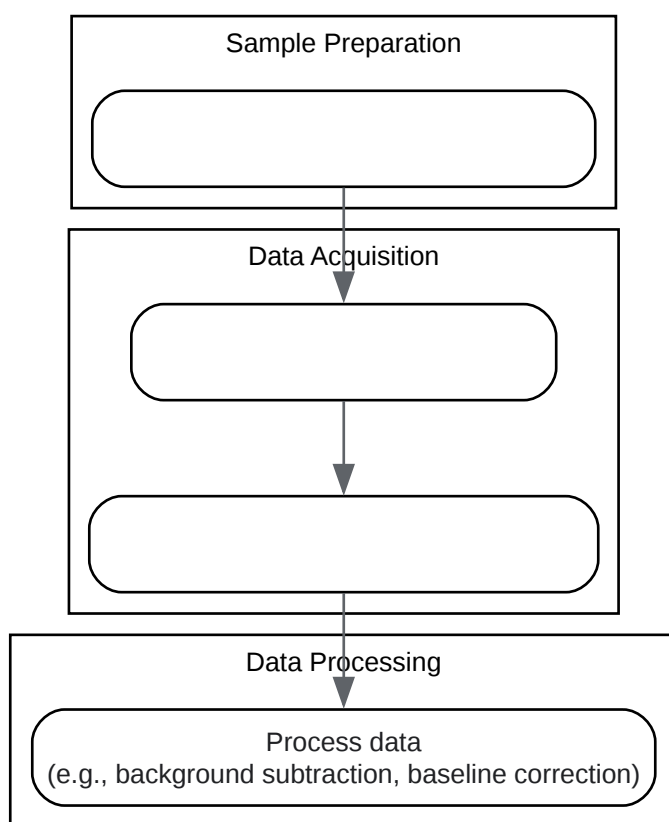 Sample Preparation
Data Acquisition
Data Processing
Process data
(e.g., background subtraction, baseline correction)